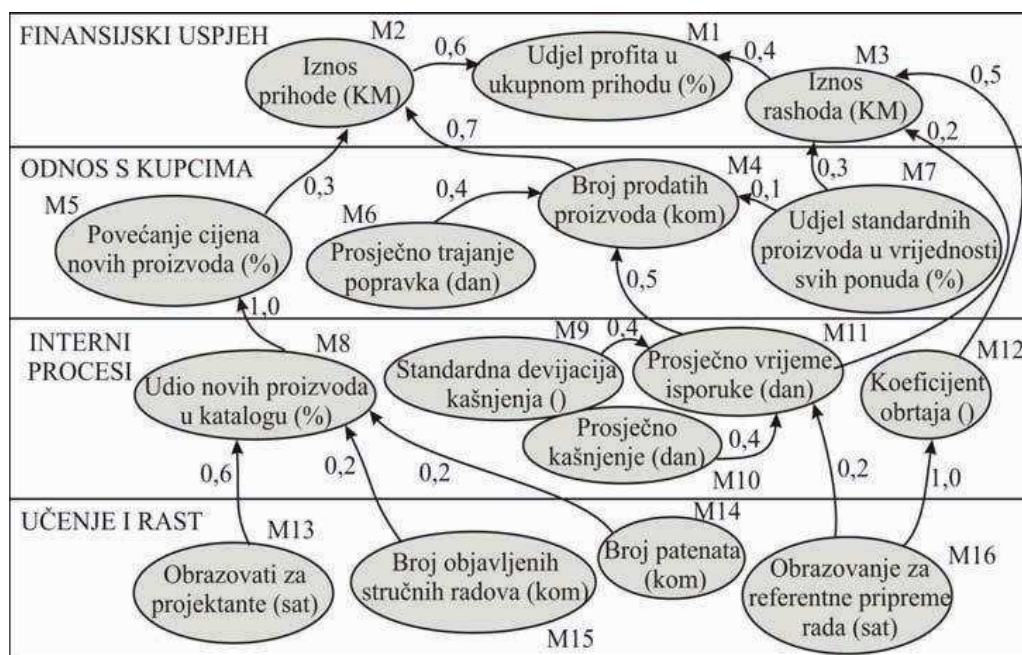 FINANSIJSKI USPJEH
M2
Iznos
prihode (KM)
0,6
M1
Udjel profita u
ukupnom prihodu (%)
0,4
M3
Iznos
rashoda (KM)
0,5
0,7
0,2
ODNOS S KUPCIMA
M5
Povećanje cijena
novih proizvoda (%)
0,3
M6
Prosječno trajanje
popravka (dan)
0,4
M4
Broj prodatih
proizvoda (kom)
0,1
0,3
M7
Udjel standardnih
proizvoda u vrijednosti
svih ponuda (%)
1,0
0,5
INTERNI
PROCESI
M8
Udio novih proizvoda
u katalogu (%)
M9
Standardna devijacija
kašnjenja ()
0,4
M11
Prosječno vrijeme
isporuke (dan)
M12
Koeficijent
obrtaja ()
Prosječno
kašnjenje (dan)
0,4
M10
0,6
0,2
0,2
0,2
1,0
UČENJE I RAST
M13
Obrazovati za
projektante (sat)
Broj objavljenih
stručnih radova (kom)
M15
M14
Broj patenata
(kom)
M16
Obrazovanje za
referentne pripreme
rada (sat)